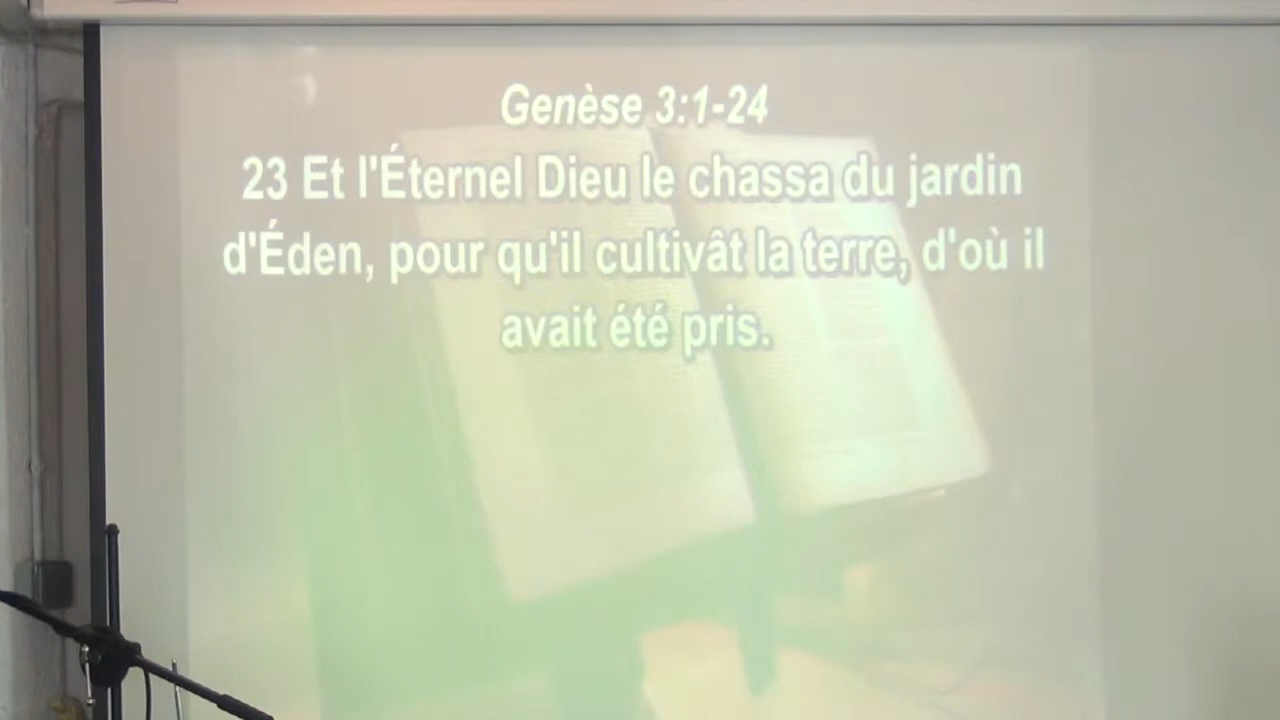 Genèse 3:1-24
23 Et l'Éternel Dieu le chassa du jardin
d'Éden, pour qu'il cultivât la terre, d'où il
avait été pris.